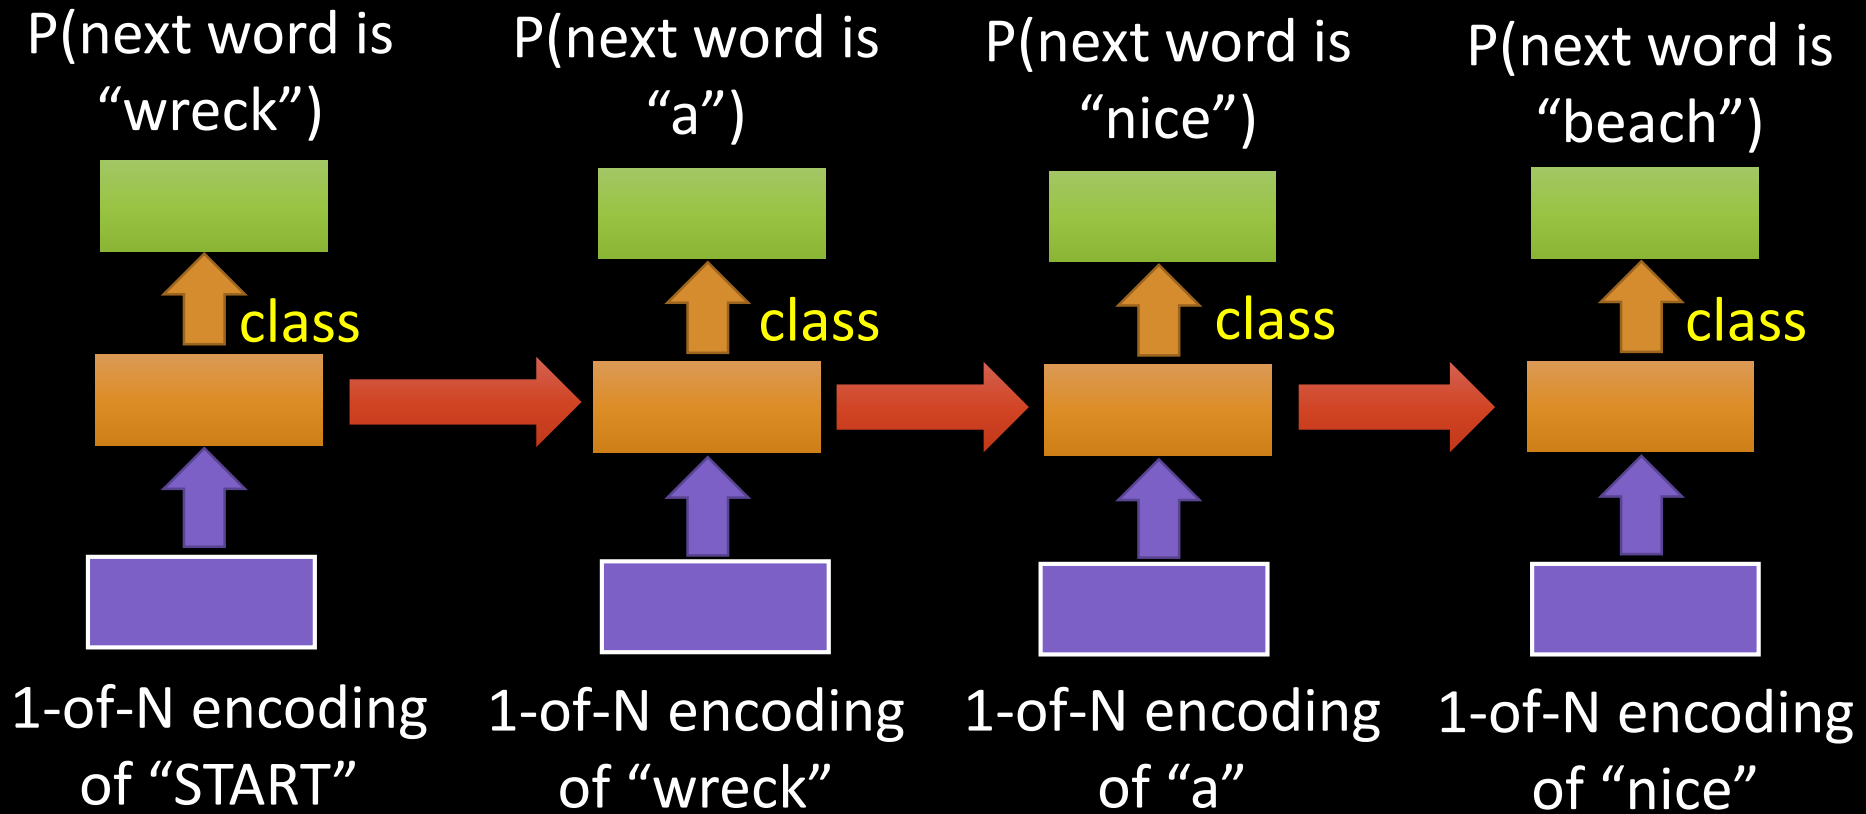 P(next word is
“wreck”)
P(next word is
“a”)
P(next word is
“nice”)
P(next word is
“beach”)
class
class
class
class
1-of-N encoding
of “START”
1-of-N encoding
of “wreck”
1-of-N encoding
of “a”
1-of-N encoding
of “nice”